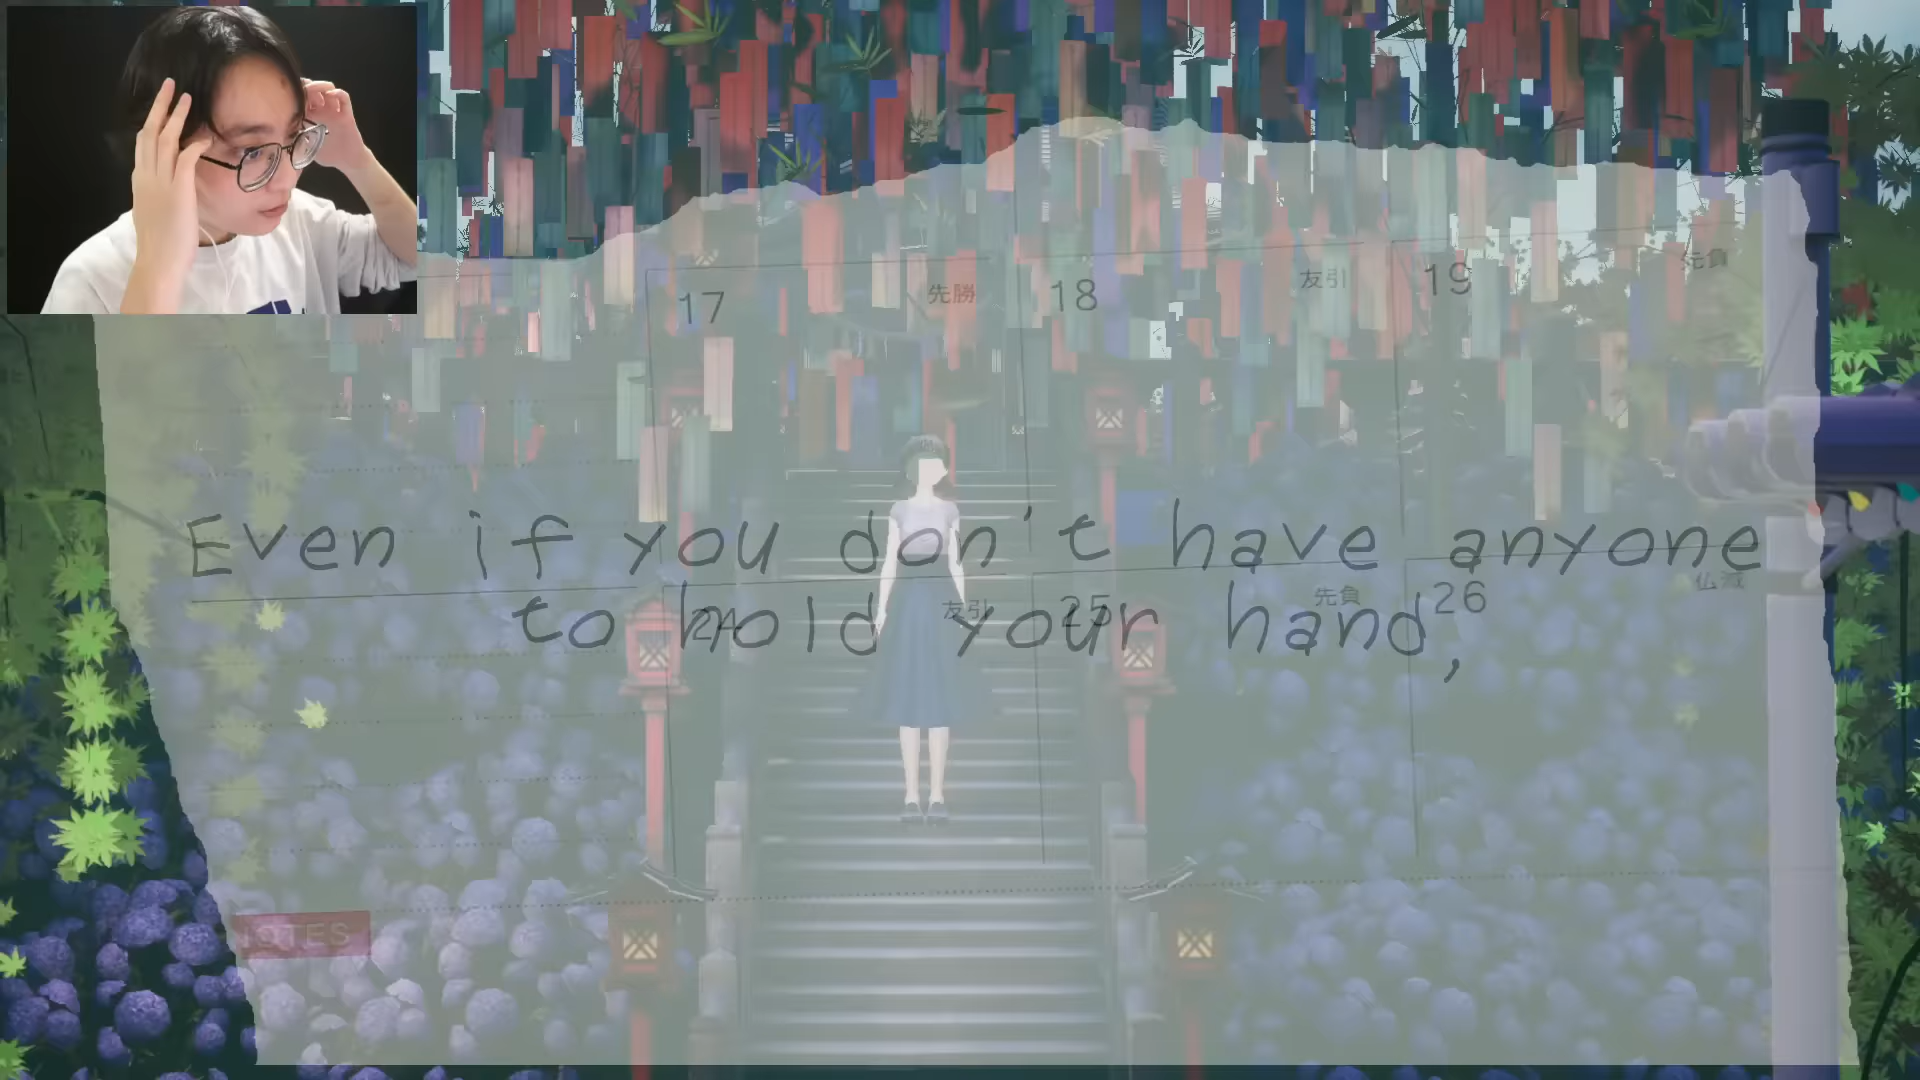 17 先勝 18 友引 19 先負
Even if you don't have anyone
to hold your hand,
24 友引 25 先負 26 仏滅
NOTES